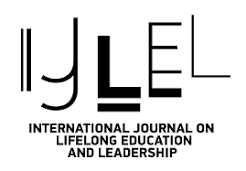 IJLEL
INTERNATIONAL JOURNAL ON
LIFELONG EDUCATION
AND LEADERSHIP